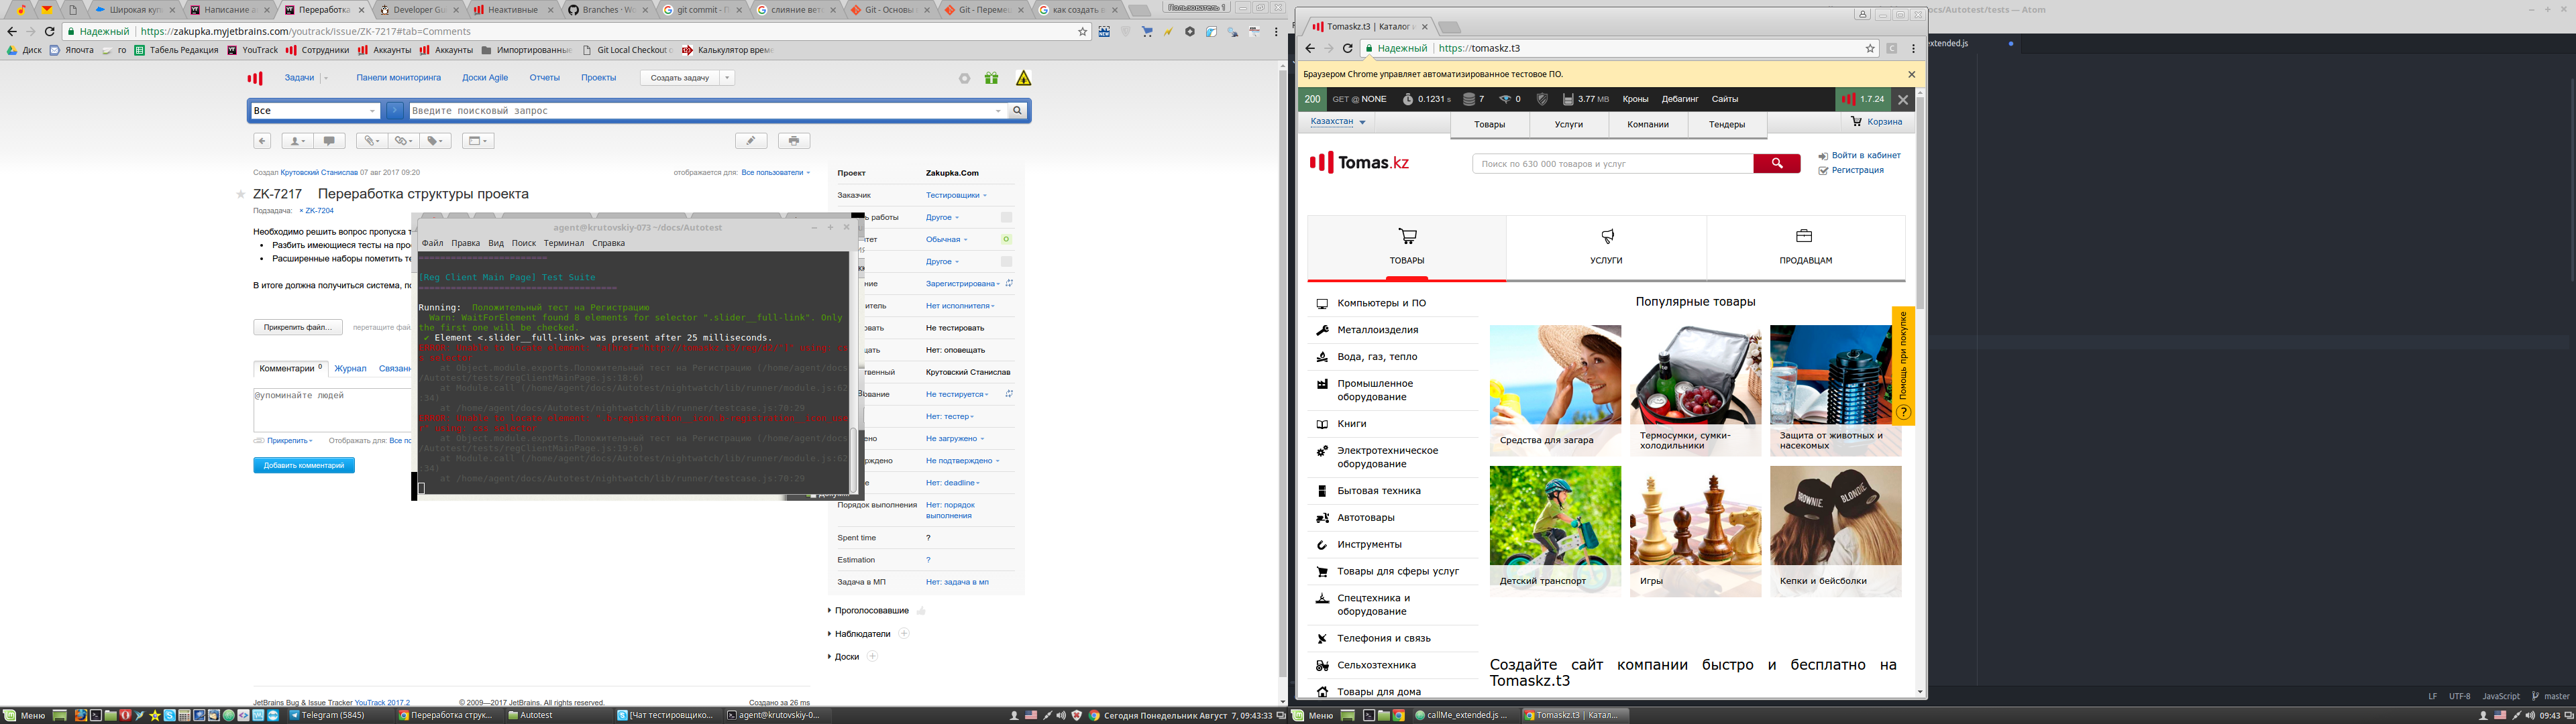 Широкая купь
Написание ав
Переработка
Developer Gu
Неактивные
Branches · Wo
git commit - П
слияние вето
Git - Основы
Git - Перемещ
как создать в
Пользователь 1
Надежный
https://zakupka.myjetbrains.com/youtrack/issue/ZK-7217#tab=Comments
Диск
Япочта
го
Табель Редакция
YouTrack
Сотрудники
Аккаунты
Аккаунты
Импортированные
Git Local Checkout o
Калькулятор време
Задачи
Панели мониторинга
Доски Agile
Отчеты
Проекты
Создать задачу
Все
Введите поисковый запрос
Создал Крутовский Станислав 07 авг 2017 09:20
отображается для: Все пользователи
ZK-7217 Переработка структуры проекта
Подзадача: × ZK-7204
Необходимо решить вопрос пропуска т
Разбить имеющиеся тесты на про
Расширенные наборы пометить те
В итоге должна получиться система, по
Прикрепить файл...
перетащите фай
Комментарии 0
Журнал
Связанн
@упоминайте людей
Прикрепить
Отображать для: Все по
Добавить комментарий
Проект Zakupka.Com
Заказчик Тестировщики
ь работы Другое
тет Обычная O
Другое
ние Зарегистрирована
итель Нет исполнителя
овать Не тестировать
щать Нет: оповещать
твенный Крутовский Станислав
ование Не тестируется
Нет: тестер
ено Не загружено
рждено Не подтверждено
е Нет: deadline
Порядок выполнения Нет: порядок
выполнения
Spent time ?
Estimation ?
Задача в МП Нет: задача в мп
Проголосовавшие
Наблюдатели
Доски
JetBrains Bug & Issue Tracker YouTrack 2017.2
© 2009—2017 JetBrains. All rights reserved.
Создано за 26 ms
agent@krutovskiy-073 ~/docs/Autotest
Файл Правка Вид Поиск Терминал Справка
[Reg Client Main Page] Test Suite
Running: Положительный тест на Регистрацию
Warn: WaitForElement found 8 elements for selector ".slider__full-link". Only
the first one will be checked.
✔ Element <.slider__full-link> was present after 25 milliseconds.
at Object.module.exports.Положительный тест на Регистрацию (/home/agent/docs
/Autotest/tests/regClientMainPage.js:18:6)
at Module.call (/home/agent/docs/Autotest/nightwatch/lib/runner/module.js:62
:34)
at /home/agent/docs/Autotest/nightwatch/lib/runner/testcase.js:70:29
at Object.module.exports.Положительный тест на Регистрацию (/home/agent/docs
/Autotest/tests/regClientMainPage.js:19:6)
at Module.call (/home/agent/docs/Autotest/nightwatch/lib/runner/module.js:62
:34)
at /home/agent/docs/Autotest/nightwatch/lib/runner/testcase.js:70:29
Меню
Telegram (5845)
Переработка струк...
Autotest
[Чат тестировщико...
agent@krutovskiy-0...
Сегодня Понедельник Август 7, 09:43:33
Tomaskz.t3 | Каталог
Надежный
https://tomaskz.t3
Браузером Chrome управляет автоматизированное тестовое ПО.
200 GET @ NONE 0.1231 s 7 0 3.77 MB Кроны Дебагинг Сайты 1.7.24
Казахстан
Товары
Услуги
Компании
Тендеры
Корзина
Tomas.kz
Поиск по 630 000 товаров и услуг
Войти в кабинет
Регистрация
ТОВАРЫ
УСЛУГИ
ПРОДАВЦАМ
Компьютеры и ПО
Металлоизделия
Вода, газ, тепло
Промышленное
оборудование
Книги
Электротехническое
оборудование
Бытовая техника
Автотовары
Инструменты
Товары для сферы услуг
Спецтехника и
оборудование
Телефония и связь
Сельхозтехника
Товары для дома
Популярные товары
Средства для загара
Термосумки, сумки-
холодильники
Защита от животных и
насекомых
Детский транспорт
Игры
BROWNIE.
BLONDIE.
Кепки и бейсболки
Помощь при покупке
?
Создайте сайт компании быстро и бесплатно на
Tomaskz.t3
ocs/Autotest/tests — Atom
extended.js
LF UTF-8 JavaScript master
Меню
callMe_extended.js ...
Tomaskz.t3 | Катал...
09:43